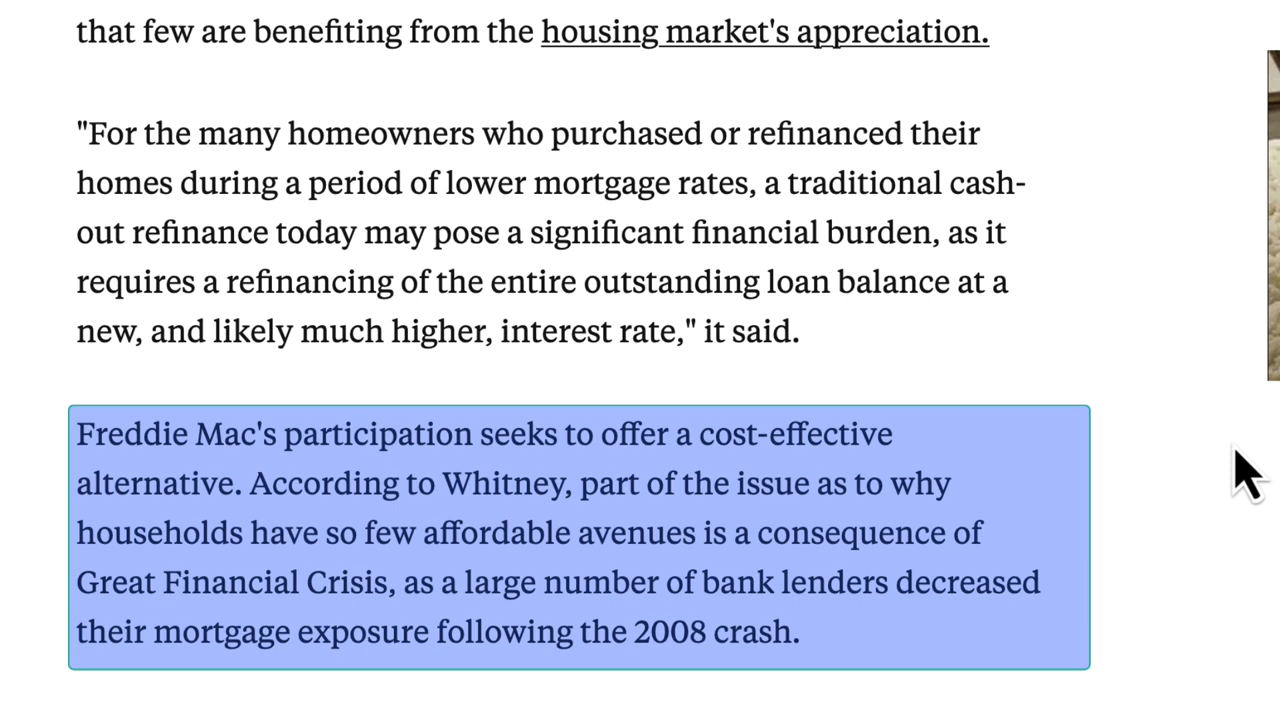 that few are benefiting from the housing market's appreciation.
"For the many homeowners who purchased or refinanced their
homes during a period of lower mortgage rates, a traditional cash-
out refinance today may pose a significant financial burden, as it
requires a refinancing of the entire outstanding loan balance at a
new, and likely much higher, interest rate," it said.
Freddie Mac's participation seeks to offer a cost-effective
alternative. According to Whitney, part of the issue as to why
households have so few affordable avenues is a consequence of
Great Financial Crisis, as a large number of bank lenders decreased
their mortgage exposure following the 2008 crash.